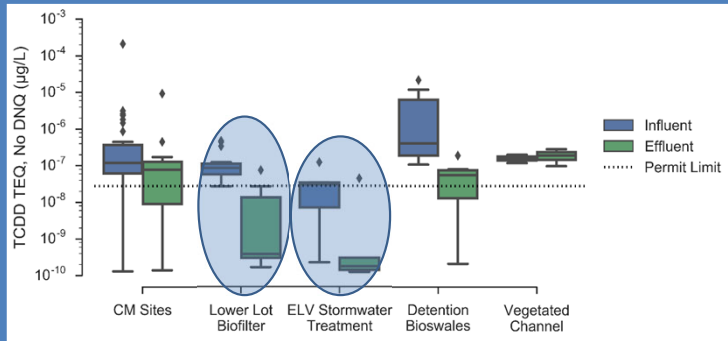 TCDD TEQ, No DNQ (µg/L)
10⁻³
10⁻⁴
10⁻⁵
10⁻⁶
10⁻⁷
10⁻⁸
10⁻⁹
10⁻¹⁰
CM Sites
Lower Lot
Biofilter
ELV Stormwater
Treatment
Detention
Bioswales
Vegetated
Channel
Influent
Effluent
Permit Limit